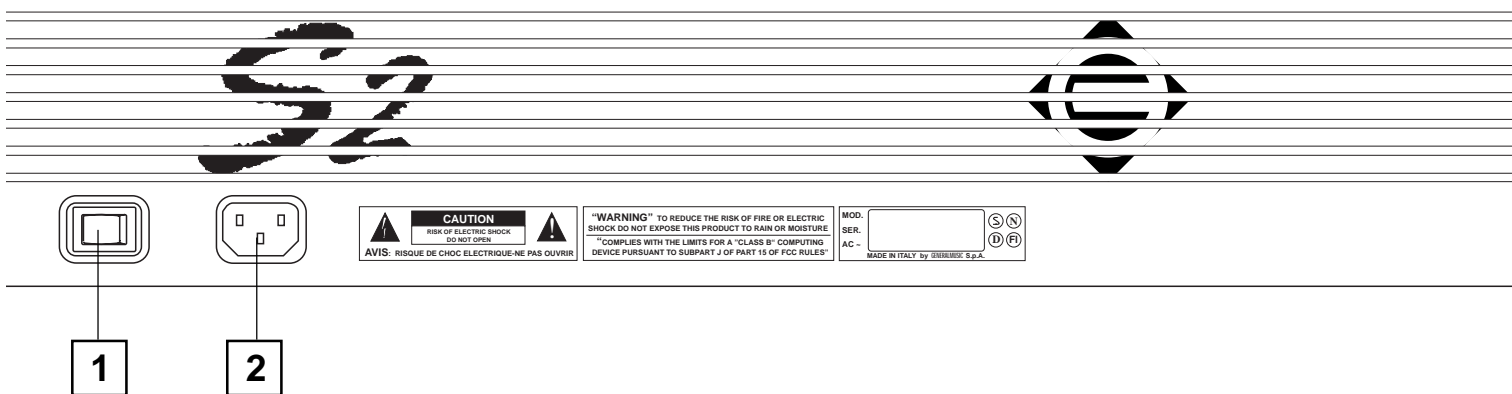 S2
CAUTION
RISK OF ELECTRIC SHOCK
DO NOT OPEN
AVIS: RISQUE DE CHOC ELECTRIQUE-NE PAS OUVRIR
"WARNING" TO REDUCE THE RISK OF FIRE OR ELECTRIC
SHOCK DO NOT EXPOSE THIS PRODUCT TO RAIN OR MOISTURE
"COMPLIES WITH THE LIMITS FOR A "CLASS B" COMPUTING
DEVICE PURSUANT TO SUBPART J OF PART 15 OF FCC RULES"
MOD.
SER.
AC ~
S N
D FI
MADE IN ITALY by GENERALMUSIC S.p.A.
1
2